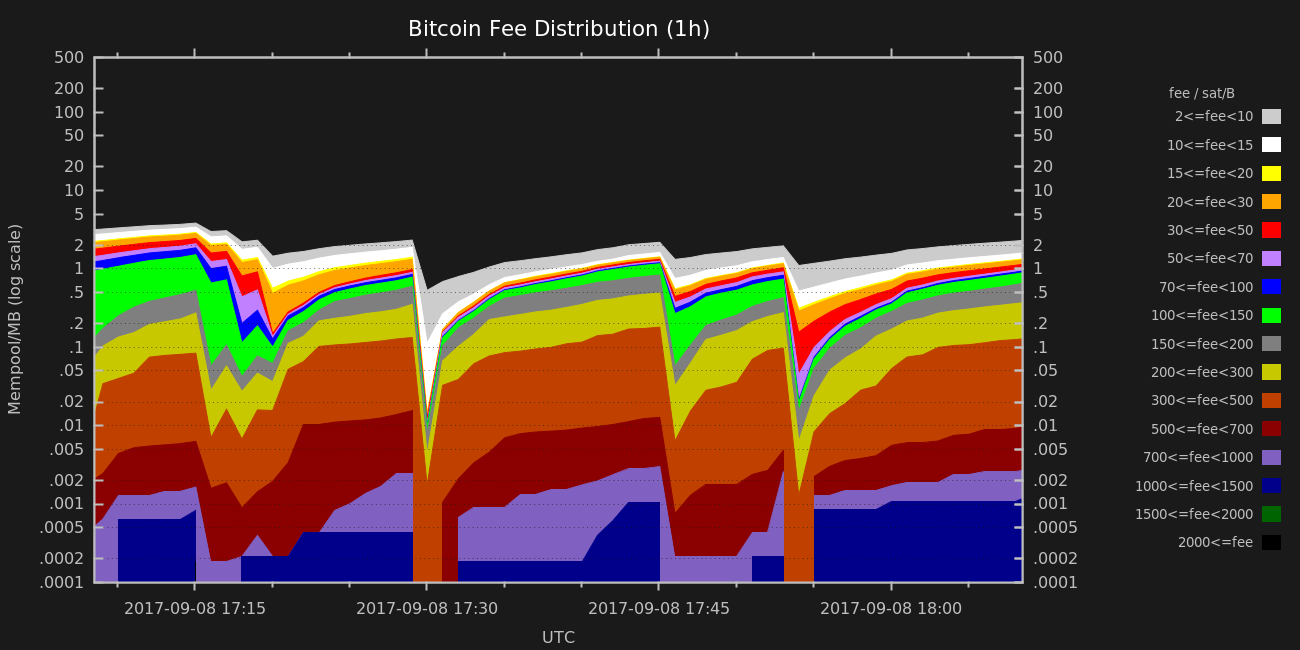 Bitcoin Fee Distribution (1h)
500 500
200 200
100 100
50 50
20 20
10 10
5 5
2 2
1 1
.5 .5
.2 .2
.1 .1
.05 .05
.02 .02
.01 .01
.005 .005
.002 .002
.001 .001
.0005 .0005
.0002 .0002
.0001 .0001
Mempool/MB (log scale)
2017-09-08 17:15 2017-09-08 17:30 2017-09-08 17:45 2017-09-08 18:00
UTC
fee / sat/B
2<=fee<10
10<=fee<15
15<=fee<20
20<=fee<30
30<=fee<50
50<=fee<70
70<=fee<100
100<=fee<150
150<=fee<200
200<=fee<300
300<=fee<500
500<=fee<700
700<=fee<1000
1000<=fee<1500
1500<=fee<2000
2000<=fee